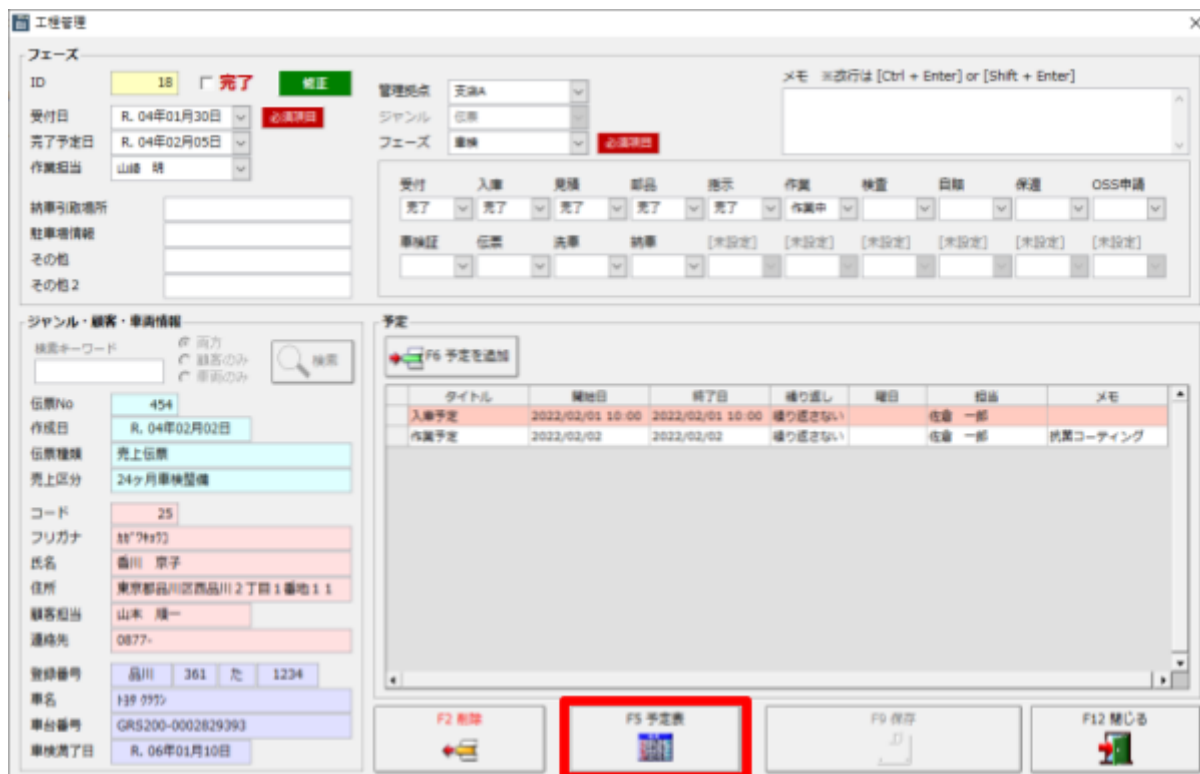 工程管理
フェーズ
ID 18 完了 修正
受付日 R. 04年01月30日 必須項目
完了予定日 R. 04年02月05日
作業担当 山崎 明
納車引取場所
駐車場情報
その他
その他2
管理拠点 支店A
ジャンル 伝票
フェーズ 車検 必須項目
メモ ※改行は [Ctrl + Enter] or [Shift + Enter]
受付 入庫 見積 部品 指示 作業 検査 自賠 保適 OSS申請
完了 完了 完了 完了 完了 作業中
車検証 伝票 洗車 納車 [未設定] [未設定] [未設定] [未設定] [未設定] [未設定]
ジャンル・顧客・車両情報
検索キーワード
両方
顧客のみ
車両のみ
検索
伝票No 454
作成日 R. 04年02月02日
伝票種類 売上伝票
売上区分 24ヶ月車検整備
コード 25
フリガナ
氏名 香川 京子
住所 東京都品川区西品川2丁目1番地11
顧客担当 山本 順一
連絡先 0877-
登録番号 品川 361 た 1234
車名 ﾄﾖﾀ ｸﾗｳﾝ
車台番号 GRS200-0002829393
車検満了日 R. 06年01月10日
予定
F6 予定を追加
タイトル 開始日 終了日 繰り返し 曜日 担当 メモ
入庫予定 2022/02/01 10:00 2022/02/01 10:00 繰り返さない 佐倉 一郎
作業予定 2022/02/02 2022/02/02 繰り返さない 佐倉 一郎 抗菌コーティング
F2 削除
F5 予定表
F9 保存
F12 閉じる